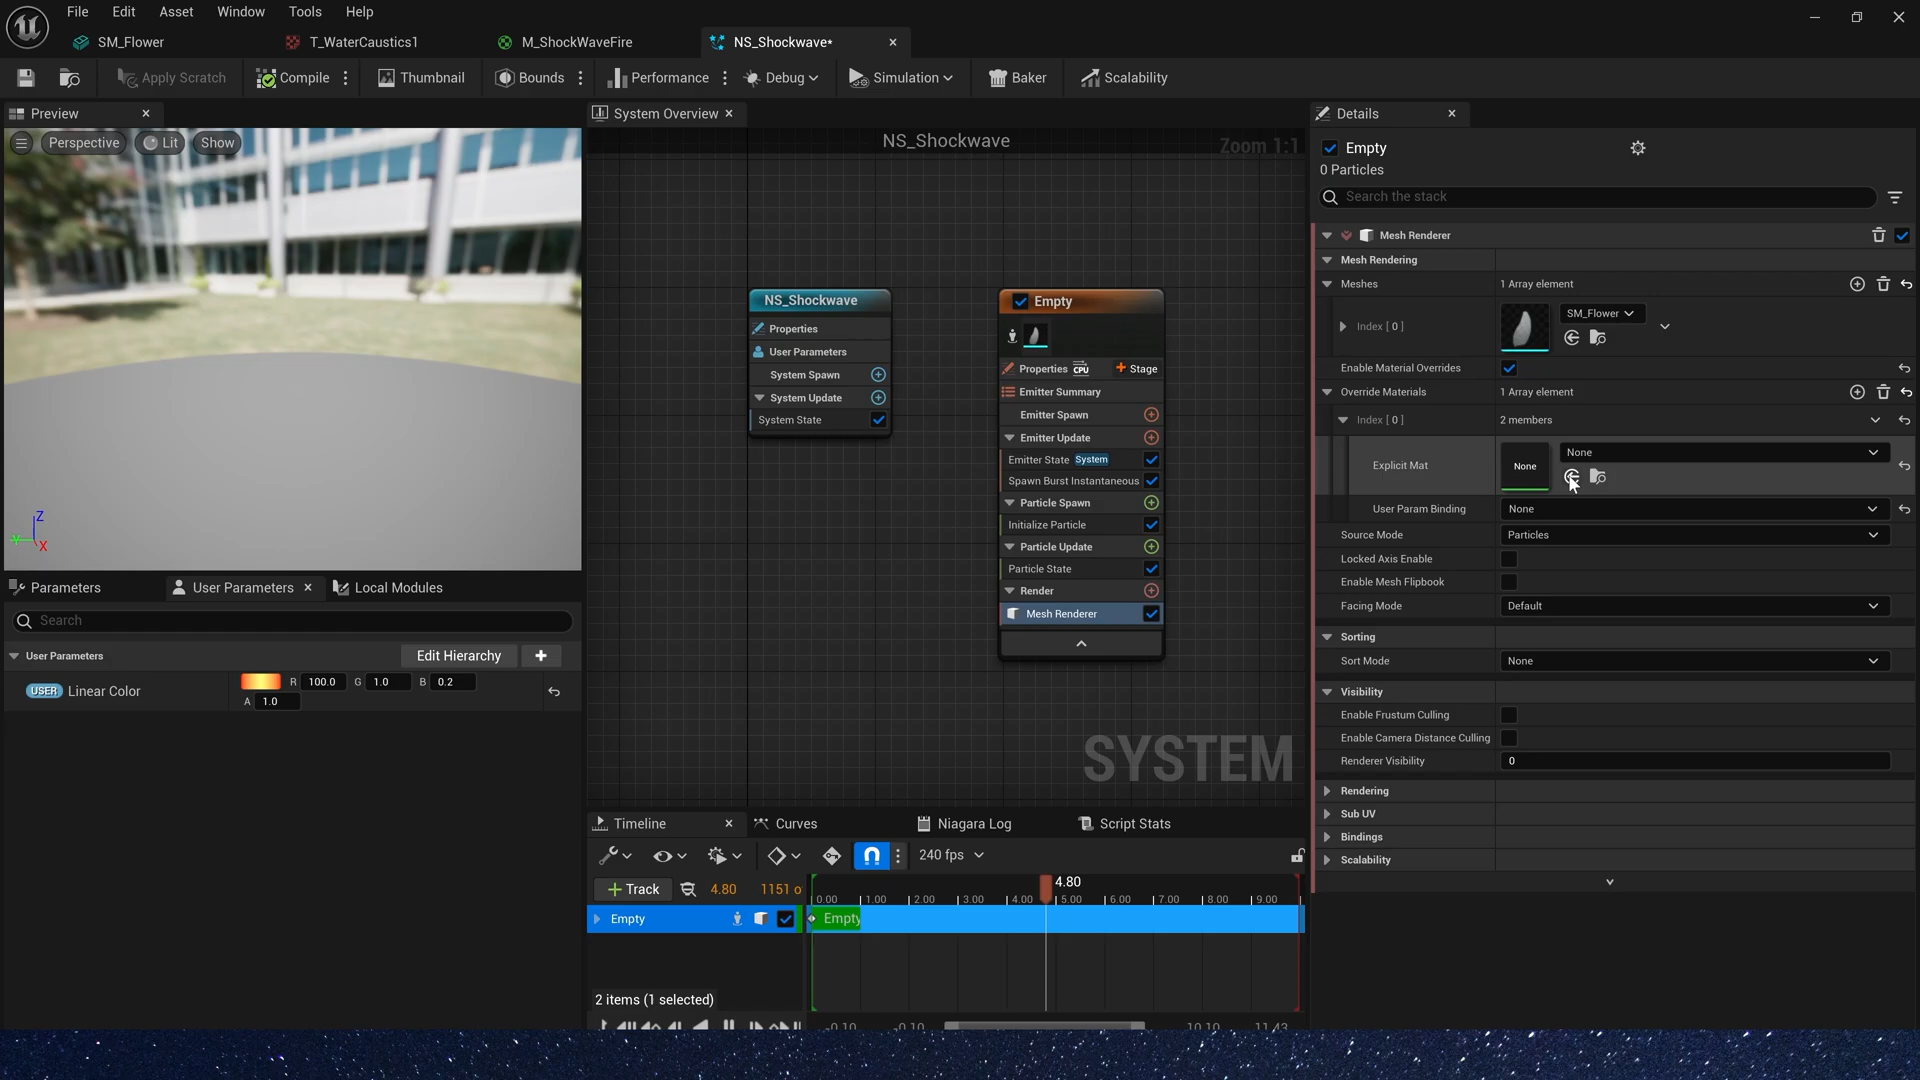 File Edit Asset Window Tools Help
SM_Flower T_WaterCaustics1 M_ShockWaveFire NS_Shockwave*
Apply Scratch Compile Thumbnail Bounds Performance Debug Simulation Baker Scalability
Preview
Perspective Lit Show
Z
Y
X
Parameters User Parameters Local Modules
Search
User Parameters Edit Hierarchy
USER Linear Color R 100.0 G 1.0 B 0.2
A 1.0
System Overview
NS_Shockwave
Zoom 1:1
NS_Shockwave
Properties
User Parameters
System Spawn
System Update
System State
Empty
Properties CPU + Stage
Emitter Summary
Emitter Spawn
Emitter Update
Emitter State System
Spawn Burst Instantaneous
Particle Spawn
Initialize Particle
Particle Update
Particle State
Render
Mesh Renderer
SYSTEM
Timeline Curves Niagara Log Script Stats
240 fps
+ Track 4.80 1151 o
4.80
0.00 1.00 2.00 3.00 4.00 5.00 6.00 7.00 8.00 9.00
Empty Empty
2 items (1 selected)
-0.10 -0.10 10.10 11.43
Details
Empty
0 Particles
Search the stack
Mesh Renderer
Mesh Rendering
Meshes 1 Array element
Index [ 0 ] SM_Flower
Enable Material Overrides
Override Materials 1 Array element
Index [ 0 ] 2 members
Explicit Mat None None
User Param Binding None
Source Mode Particles
Locked Axis Enable
Enable Mesh Flipbook
Facing Mode Default
Sorting
Sort Mode None
Visibility
Enable Frustum Culling
Enable Camera Distance Culling
Renderer Visibility 0
Rendering
Sub UV
Bindings
Scalability